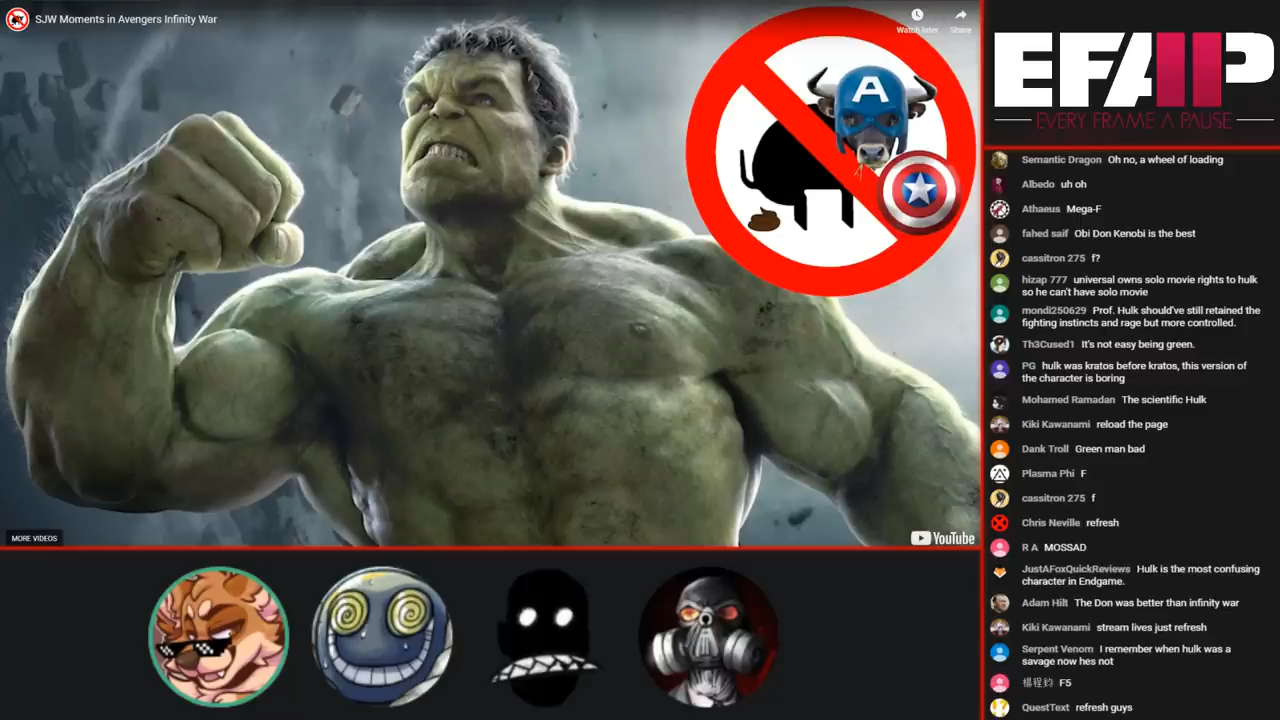 SJW Moments in Avengers Infinity War
Watch later
Share
A
MORE VIDEOS
YouTube
EFAP
EVERY FRAME A PAUSE
Semantic Dragon Oh no, a wheel of loading
Albedo uh oh
Athaeus Mega-F
fahed saif Obi Don Kenobi is the best
cassitron 275 f?
hizap 777 universal owns solo movie rights to hulk
so he can't have solo movie
mondi250629 Prof. Hulk should've still retained the
fighting instincts and rage but more controlled.
Th3Cused1 It's not easy being green.
PG hulk was kratos before kratos, this version of
the character is boring
Mohamed Ramadan The scientific Hulk
Kiki Kawanami reload the page
Dank Troll Green man bad
Plasma Phi F
cassitron 275 f
Chris Neville refresh
R A MOSSAD
JustAFoxQuickReviews Hulk is the most confusing
character in Endgame.
Adam Hilt The Don was better than infinity war
Kiki Kawanami stream lives just refresh
Serpent Venom I remember when hulk was a
savage now hes not
楊程鈞 F5
QuestText refresh guys